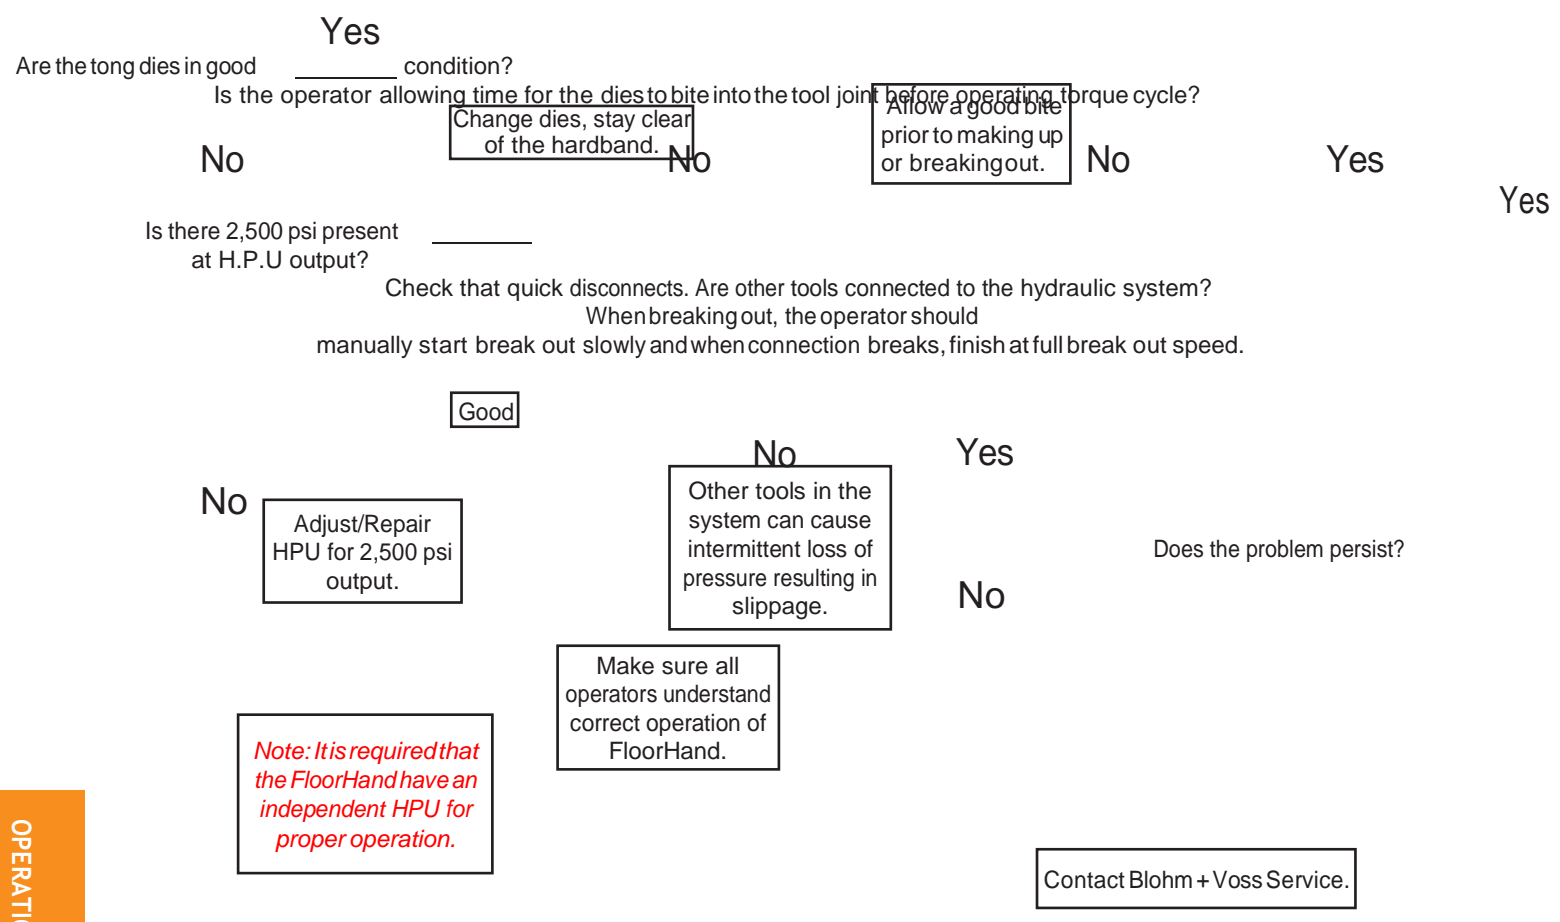 Yes
Are the tong dies in good condition?
Is the operator allowing time for the dies to bite into the tool joint before operating torque cycle?
Change dies, stay clear
of the hardband.
Allow a good bite
prior to making up
or breaking out.
No
No
No
Yes
Yes
Is there 2,500 psi present
at H.P.U output?
Check that quick disconnects. Are other tools connected to the hydraulic system?
When breaking out, the operator should
manually start break out slowly and when connection breaks, finish at full break out speed.
Good
No
Yes
No
Adjust/Repair
HPU for 2,500 psi
output.
Other tools in the
system can cause
intermittent loss of
pressure resulting in
slippage.
Does the problem persist?
No
Make sure all
operators understand
correct operation of
FloorHand.
Note: It is required that
the FloorHand have an
independent HPU for
proper operation.
Contact Blohm + Voss Service.